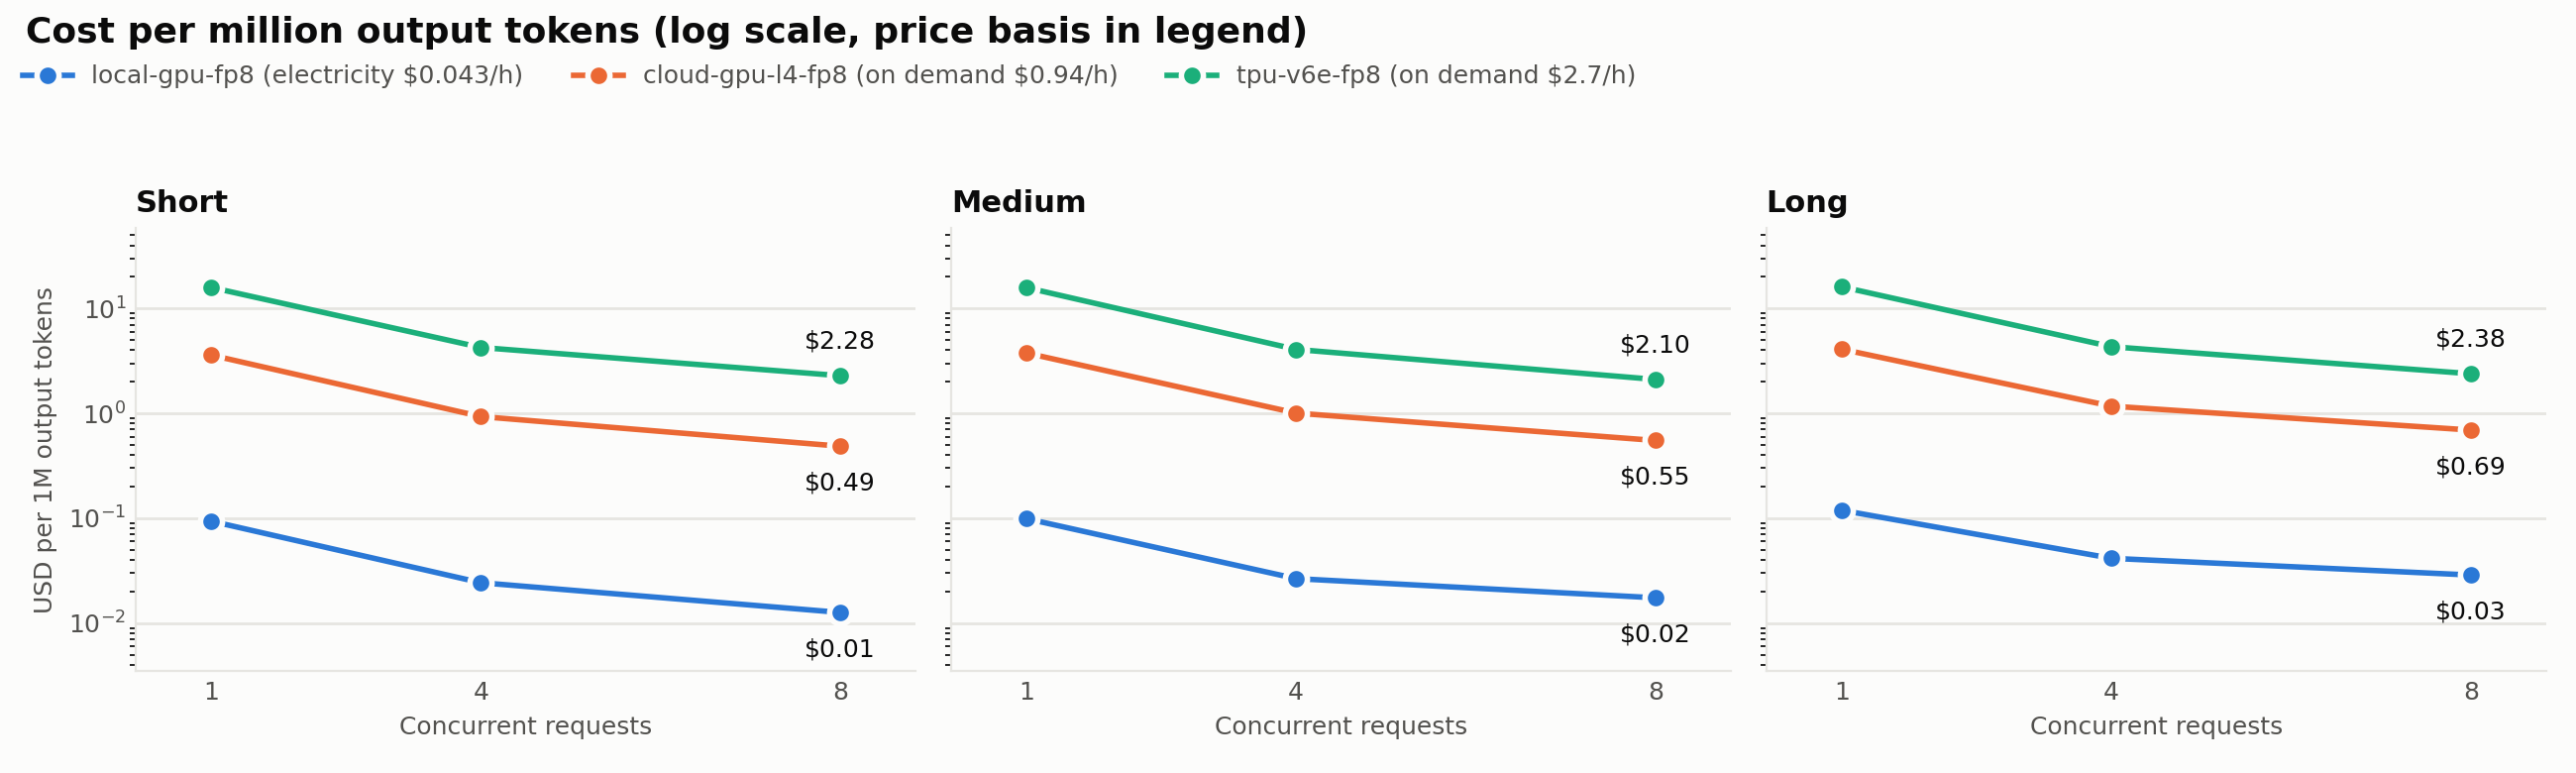 Cost per million output tokens (log scale, price basis in legend)
local-gpu-fp8 (electricity $0.043/h) cloud-gpu-l4-fp8 (on demand $0.94/h) tpu-v6e-fp8 (on demand $2.7/h)
Short Medium Long
USD per 1M output tokens
10¹
10⁰
10⁻¹
10⁻²
$2.28
$0.49
$0.01
1 4 8
Concurrent requests
$2.10
$0.55
$0.02
1 4 8
Concurrent requests
$2.38
$0.69
$0.03
1 4 8
Concurrent requests